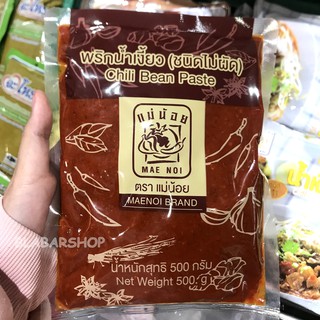 พริกน้ำเงี้ยว (ชนิดไม่ผัด)
Chili Bean Paste
แม่น้อย
MAE NOI
ตรา แม่น้อย
MAENOI BRAND
BLABARSHOP
น้ำหนักสุทธิ 500 กรัม
Net Weight 500 g